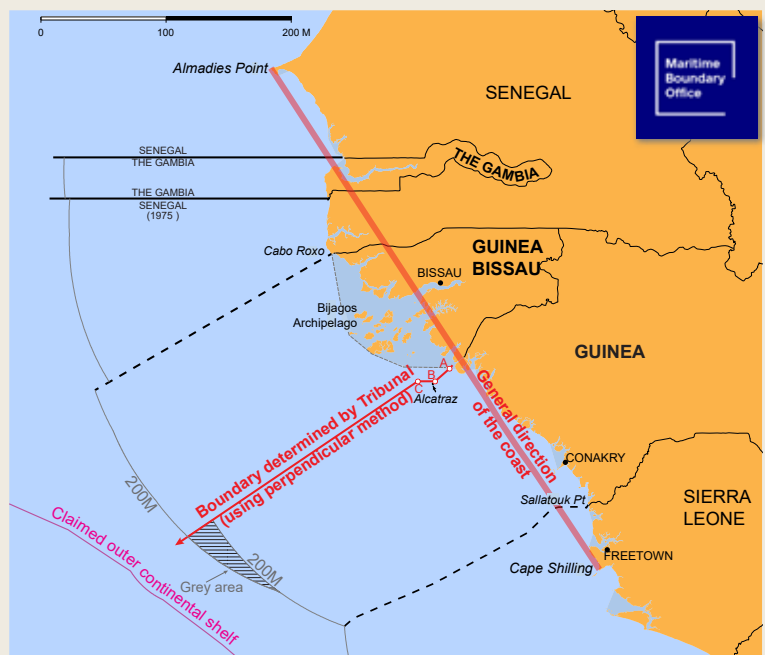 0 100 200 M
Maritime
Boundary
Office
Almadies Point
SENEGAL
SENEGAL
THE GAMBIA
THE GAMBIA
THE GAMBIA
SENEGAL
(1975 )
Cabo Roxo
GUINEA
BISSAU
BISSAU
Bijagos
Archipelago
GUINEA
A
B
C
Alcatraz
Boundary determined by Tribunal
(using perpendicular method)
General direction
of the coast
CONAKRY
Sallatouk Pt
SIERRA
LEONE
200M
200M
FREETOWN
Cape Shilling
Grey area
Claimed outer continental shelf